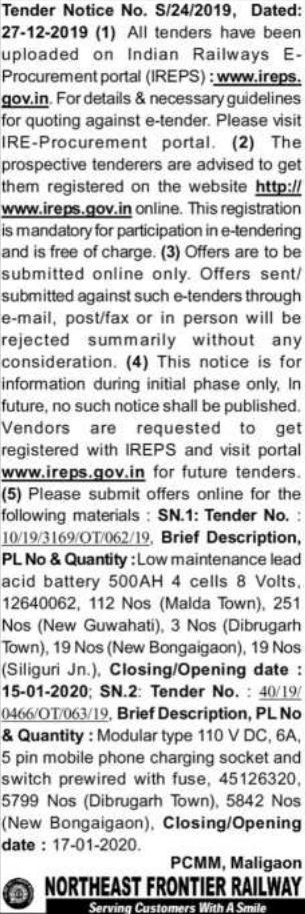 Tender Notice No. S/24/2019, Dated:
27-12-2019 (1) All tenders have been
uploaded on Indian Railways E-
Procurement portal (IREPS) : www.ireps.
gov.in. For details & necessary guidelines
for quoting against e-tender. Please visit
IRE-Procurement portal. (2) The
prospective tenderers are advised to get
them registered on the website http://
www.ireps.gov.in online. This registration
is mandatory for participation in e-tendering
and is free of charge. (3) Offers are to be
submitted online only. Offers sent/
submitted against such e-tenders through
e-mail, post/fax or in person will be
rejected summarily without any
consideration. (4) This notice is for
information during initial phase only, In
future, no such notice shall be published.
Vendors are requested to get
registered with IREPS and visit portal
www.ireps.gov.in for future tenders.
(5) Please submit offers online for the
following materials : SN.1: Tender No. :
10/19/3169/OT/062/19, Brief Description,
PL No & Quantity : Low maintenance lead
acid battery 500AH 4 cells 8 Volts,
12640062, 112 Nos (Malda Town), 251
Nos (New Guwahati), 3 Nos (Dibrugarh
Town), 19 Nos (New Bongaigaon), 19 Nos
(Siliguri Jn.), Closing/Opening date :
15-01-2020; SN.2: Tender No. : 40/19/
0466/OT/063/19, Brief Description, PL No
& Quantity : Modular type 110 V DC, 6A,
5 pin mobile phone charging socket and
switch prewired with fuse, 45126320,
5799 Nos (Dibrugarh Town), 5842 Nos
(New Bongaigaon), Closing/Opening
date : 17-01-2020.
PCMM, Maligaon
NORTHEAST FRONTIER RAILWAY
Serving Customers With A Smile